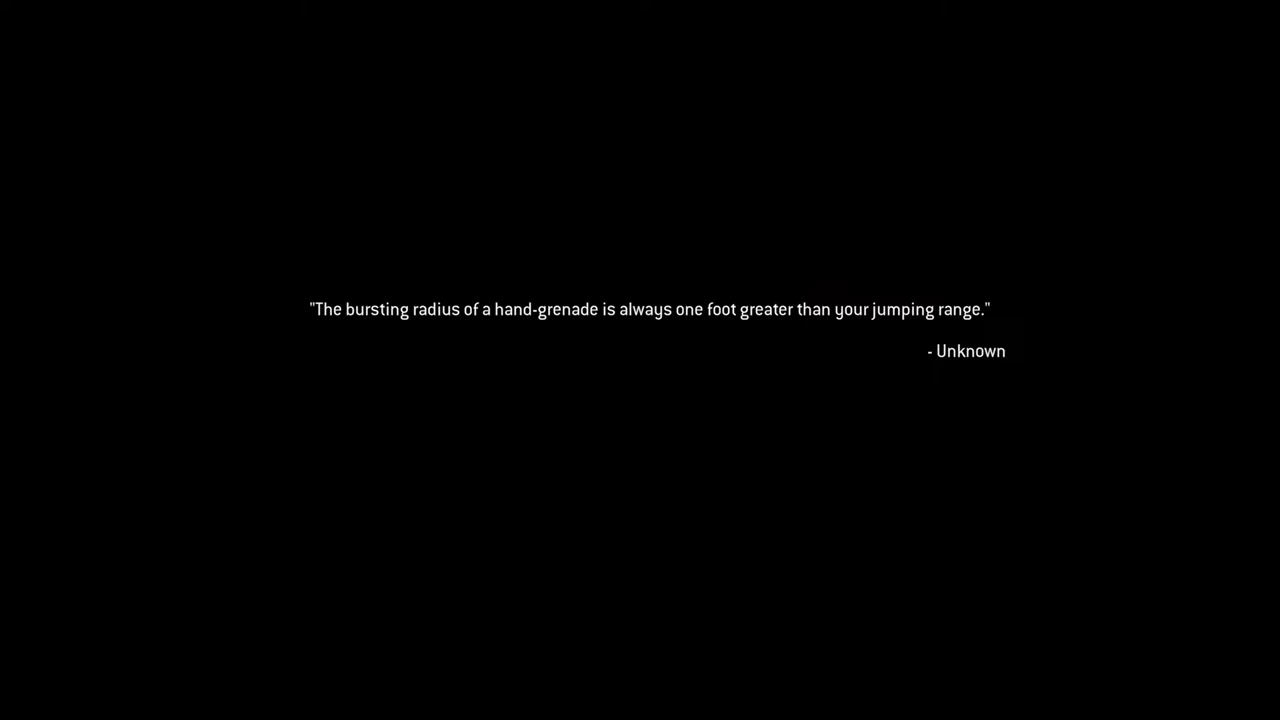 "The bursting radius of a hand-grenade is always one foot greater than your jumping range."
- Unknown